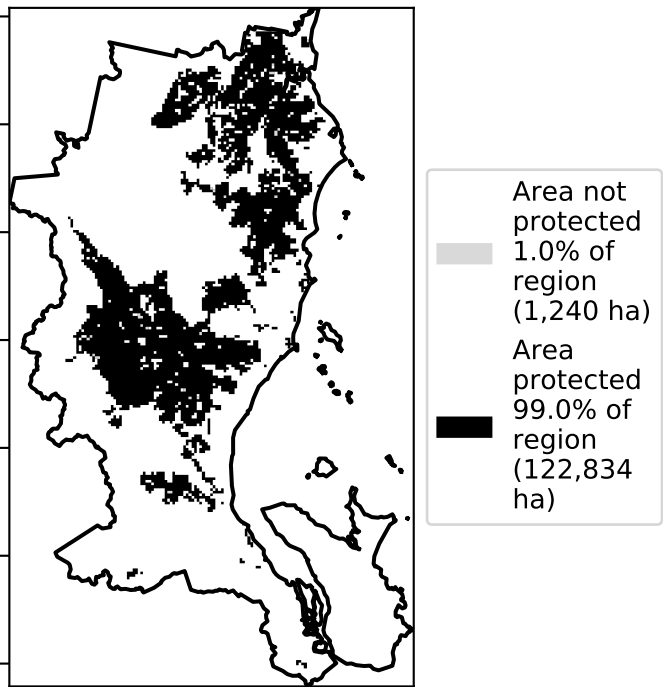 Area not
protected
1.0% of
region
(1,240 ha)
Area
protected
99.0% of
region
(122,834
ha)